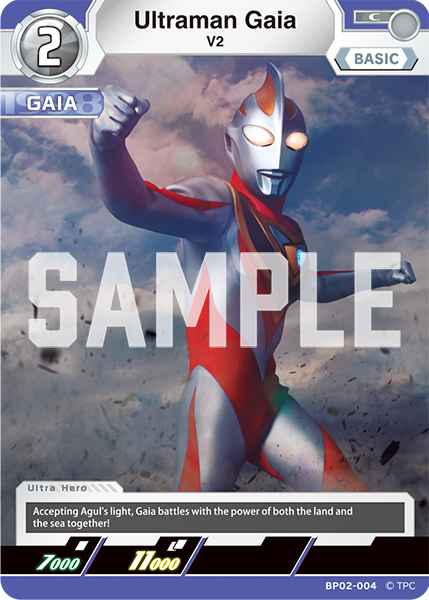 2
Ultraman Gaia
V2
C
BASIC
1998
GAIA
SAMPLE
Ultra Hero
Accepting Agul's light, Gaia battles with the power of both the land and
the sea together!
7000
11000
BP02-004 © TPC